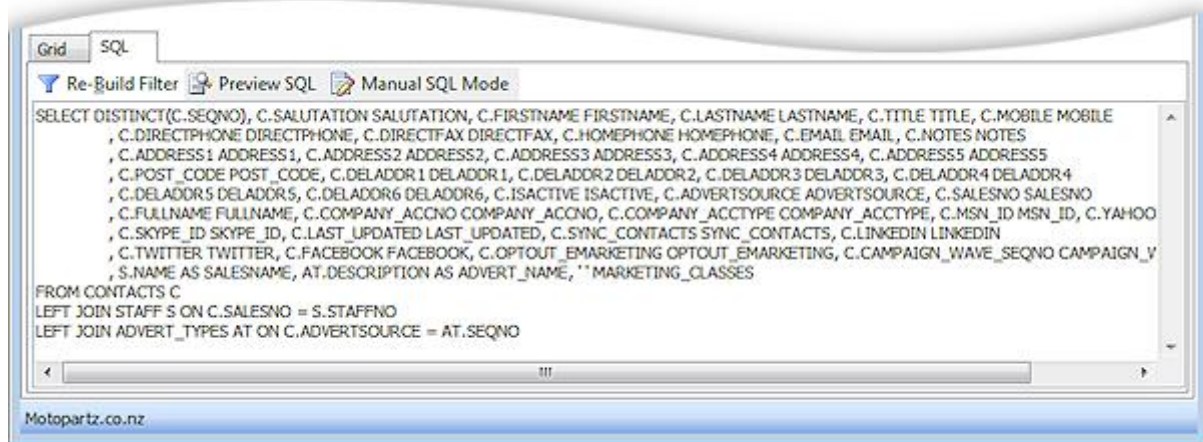 Grid SQL
Re-Build Filter Preview SQL Manual SQL Mode
SELECT DISTINCT(C.SEQNO), C.SALUTATION SALUTATION, C.FIRSTNAME FIRSTNAME, C.LASTNAME LASTNAME, C.TITLE TITLE, C.MOBILE MOBILE
, C.DIRECTPHONE DIRECTPHONE, C.DIRECTFAX DIRECTFAX, C.HOMEPHONE HOMEPHONE, C.EMAIL EMAIL, C.NOTES NOTES
, C.ADDRESS1 ADDRESS1, C.ADDRESS2 ADDRESS2, C.ADDRESS3 ADDRESS3, C.ADDRESS4 ADDRESS4, C.ADDRESS5 ADDRESS5
, C.POST_CODE POST_CODE, C.DELADDR1 DELADDR1, C.DELADDR2 DELADDR2, C.DELADDR3 DELADDR3, C.DELADDR4 DELADDR4
, C.DELADDR5 DELADDR5, C.DELADDR6 DELADDR6, C.ISACTIVE ISACTIVE, C.ADVERTSOURCE ADVERTSOURCE, C.SALESNO SALESNO
, C.FULLNAME FULLNAME, C.COMPANY_ACCNO COMPANY_ACCNO, C.COMPANY_ACCTYPE COMPANY_ACCTYPE, C.MSN_ID MSN_ID, C.YAHOO
, C.SKYPE_ID SKYPE_ID, C.LAST_UPDATED LAST_UPDATED, C.SYNC_CONTACTS SYNC_CONTACTS, C.LINKEDIN LINKEDIN
, C.TWITTER TWITTER, C.FACEBOOK FACEBOOK, C.OPTOUT_EMARKETING OPTOUT_EMARKETING, C.CAMPAIGN_WAVE_SEQNO CAMPAIGN_W
, S.NAME AS SALESNAME, AT.DESCRIPTION AS ADVERT_NAME, '' MARKETING_CLASSES
FROM CONTACTS C
LEFT JOIN STAFF S ON C.SALESNO = S.STAFFNO
LEFT JOIN ADVERT_TYPES AT ON C.ADVERTSOURCE = AT.SEQNO
Motopartz.co.nz